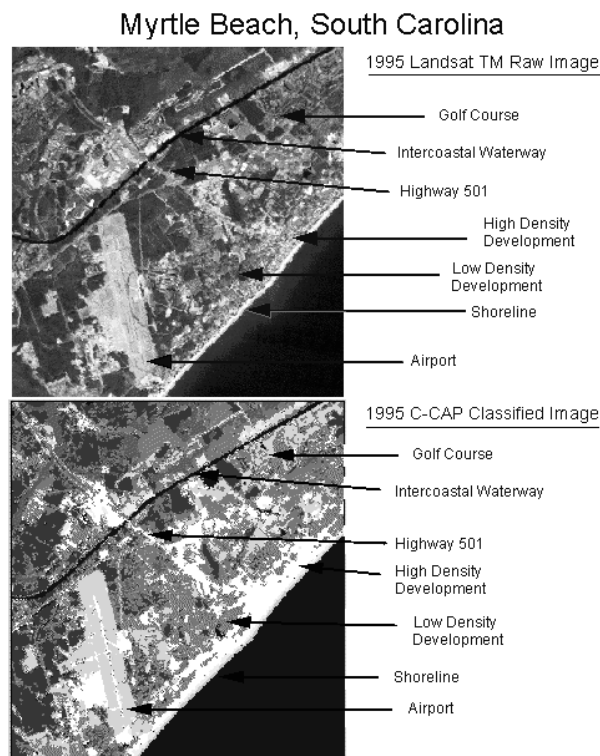 Myrtle Beach, South Carolina
1995 Landsat TM Raw Image
Golf Course
Intercoastal Waterway
Highway 501
High Density
Development
Low Density
Development
Shoreline
Airport
1995 C-CAP Classified Image
Golf Course
Intercoastal Waterway
Highway 501
High Density
Development
Low Density
Development
Shoreline
Airport